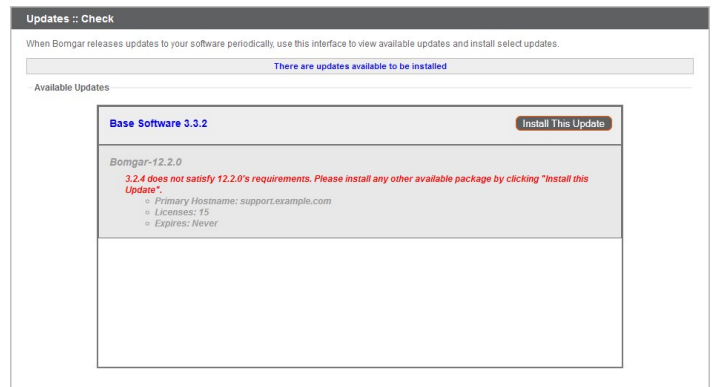 Updates :: Check
When Bomgar releases updates to your software periodically, use this interface to view available updates and install select updates.
There are updates available to be installed
Available Updates
Base Software 3.3.2
Install This Update
Bomgar-12.2.0
3.2.4 does not satisfy 12.2.0's requirements. Please install any other available package by clicking "Install this
Update".
Primary Hostname: support.example.com
Licenses: 15
Expires: Never